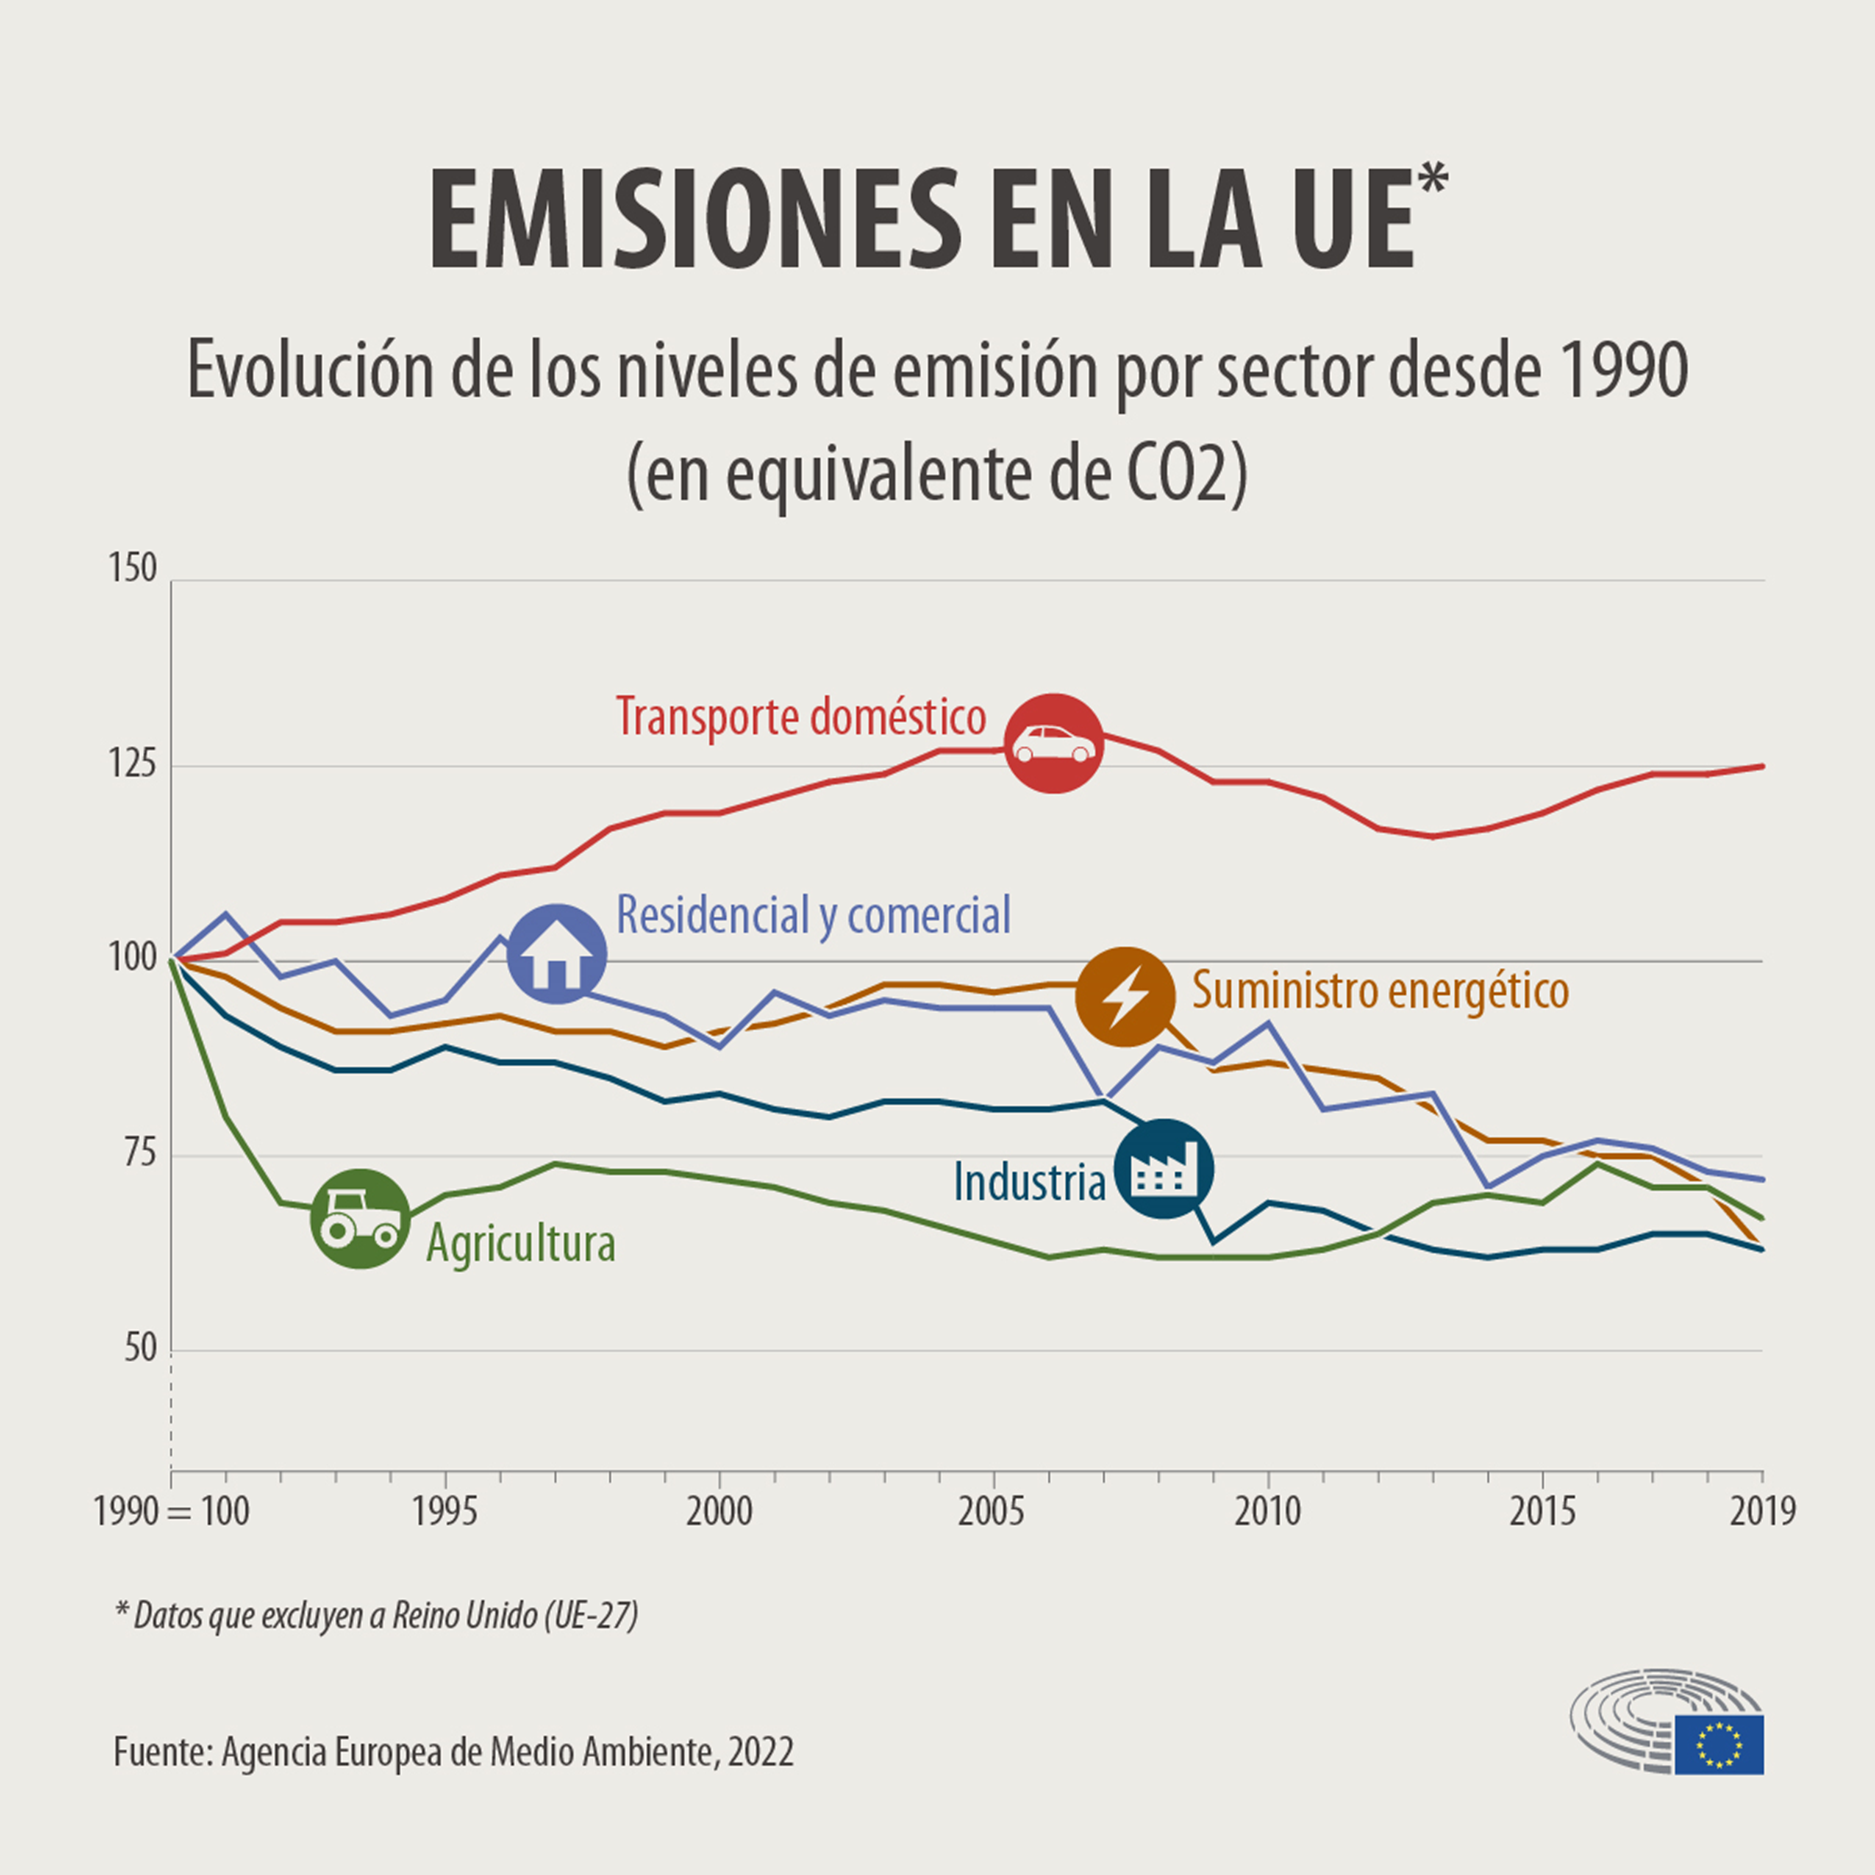 EMISIONES EN LA UE*
Evolución de los niveles de emisión por sector desde 1990
(en equivalente de CO2)
150
Transporte doméstico
125
Residencial y comercial
100
Suministro energético
75
Industria
Agricultura
50
1990 = 100 1995 2000 2005 2010 2015 2019
* Datos que excluyen a Reino Unido (UE-27)
Fuente: Agencia Europea de Medio Ambiente, 2022